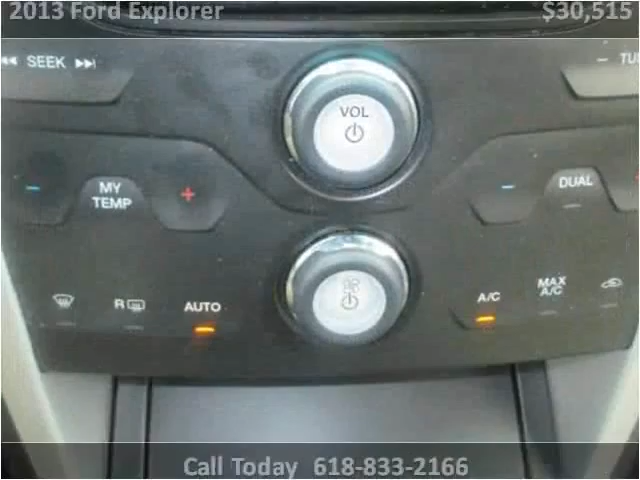 2013 Ford Explorer $30,515
SEEK
VOL
MY
TEMP
DUAL
R
AUTO
A/C
MAX
A/C
Call Today 618-833-2166